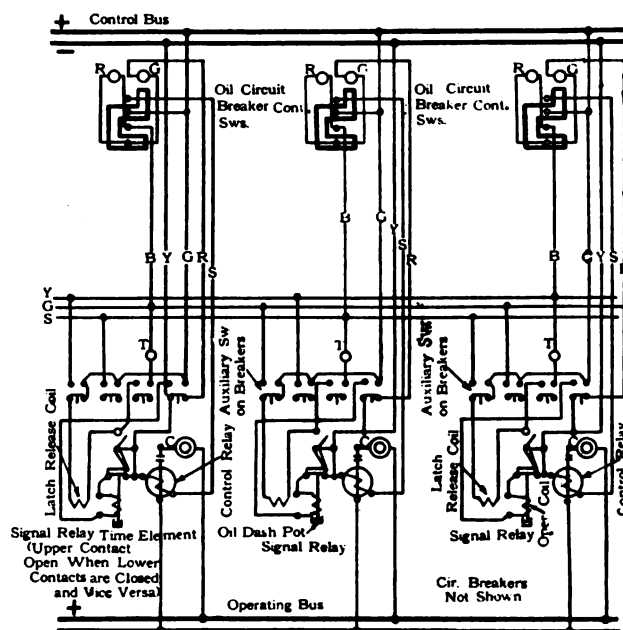 + Control Bus
−
R G
R G
R G
Oil Circuit
Breaker Cont.
Sws.
Oil Circuit
Breaker Cont.
Sws.
B Y G R S
B G Y S R
B G Y S
Y
G
S
T
T
T
Auxiliary Sw
on Breakers
Auxiliary Sws
on Breakers
Latch Release Coil
C
Control Relay
C
Latch
Release Coil
C
Control Relay
Oper. Coil
Signal Relay Time Element
(Upper Contact
Open When Lower
Contacts are Closed
and Vice Versa)
Oil Dash Pot
Signal Relay
Signal Relay
Cir. Breakers
Not Shown
+ Operating Bus +